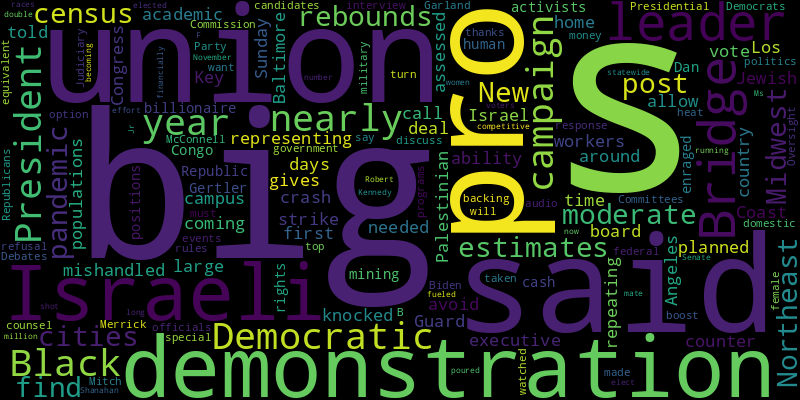 census
academic
Commission
candidates
Garland
activists
Presidential
Democrats
races
elected
double
told
union
Party
November
F
Sunday
rebounds
interview
home
money
leader
politics
equivalent
Judiciary
becoming
Congress
want
Key
financially
Baltimore
number
military
turn
assessed
thanks
human
women
New
pro
campaign
S
statewide
post
Dan
vote
Los
Jewish
President
option
billionaire
year
nearly
call
deal
discuss
Israel
voters
competitive
response
workers
around
allow
heat
enraged
country
Bridge
Midwest
Ms
Oversight
running
pandemic
populations
effort
McConnell
Jr
Congo
representing
government
say
days
gives
Robert
Kennedy
big
Republic
Gertler
campus
coming
positions
must
events
rules
crash
strike
first
top
needed
programs
Palestinian
ability
backing
will
audio
time
board
now
moderate
Committees
Coast
domestic
Republicans
refusal
Debates
find
mishandled
large
rights
mining
estimates
said
planned
federal
Senate
Angeles
Northeast
female
Israeli
shot
long
knocked
B
Biden
fueled
avoid
taken
cash
repeating
mate
boost
counsel
million
cities
Merrick
officials
special
Democratic
Guard
executive
counter
Black
Mitch
Shanahan
demonstration
poured
watched
made
elect